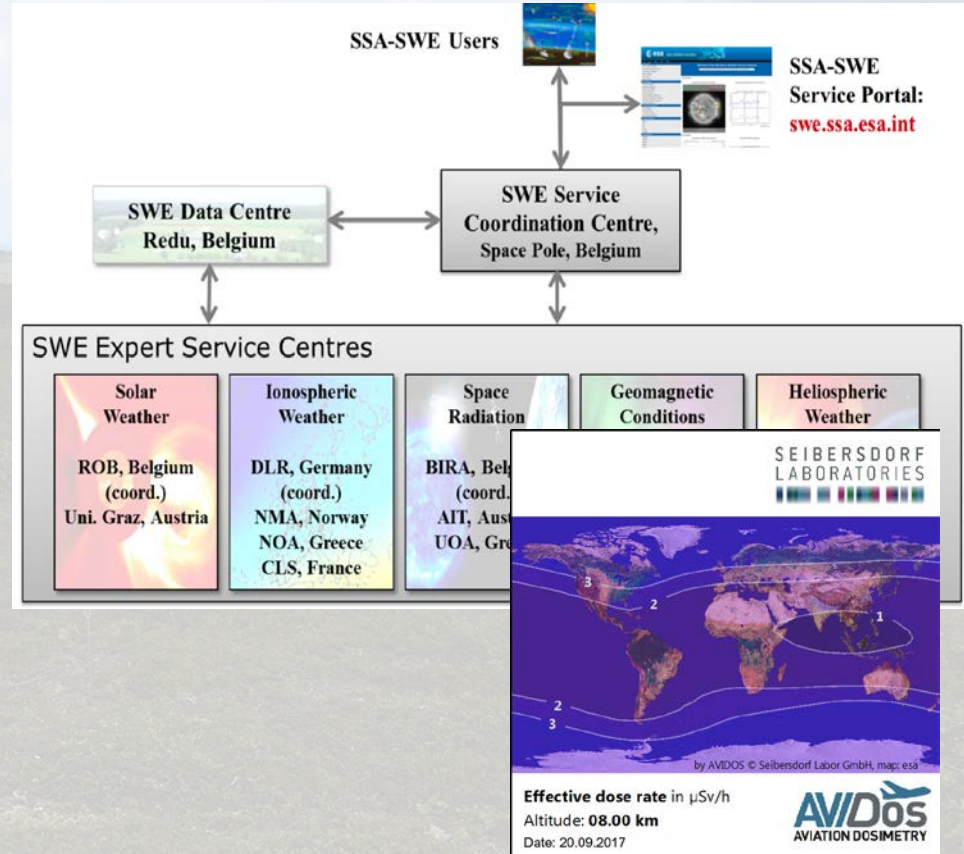 SSA-SWE Users
SSA-SWE
Service Portal:
swe.ssa.esa.int
esa
SWE Data Centre
Redu, Belgium
SWE Service
Coordination Centre,
Space Pole, Belgium
SWE Expert Service Centres
Solar
Weather
ROB, Belgium
(coord.)
Uni. Graz, Austria
Ionospheric
Weather
DLR, Germany
(coord.)
NMA, Norway
NOA, Greece
CLS, France
Space
Radiation
BIRA,
(coord.
AIT,
UOA,
Geomagnetic
Conditions
Heliospheric
Weather
SEIBERSDORF
LABORATORIES
3
2
1
2
3
by AVIDOS © Seibersdorf Labor GmbH, map: esa
Effective dose rate in µSv/h
Altitude: 08.00 km
Date: 20.09.2017
AVIDos
AVIATION DOSIMETRY